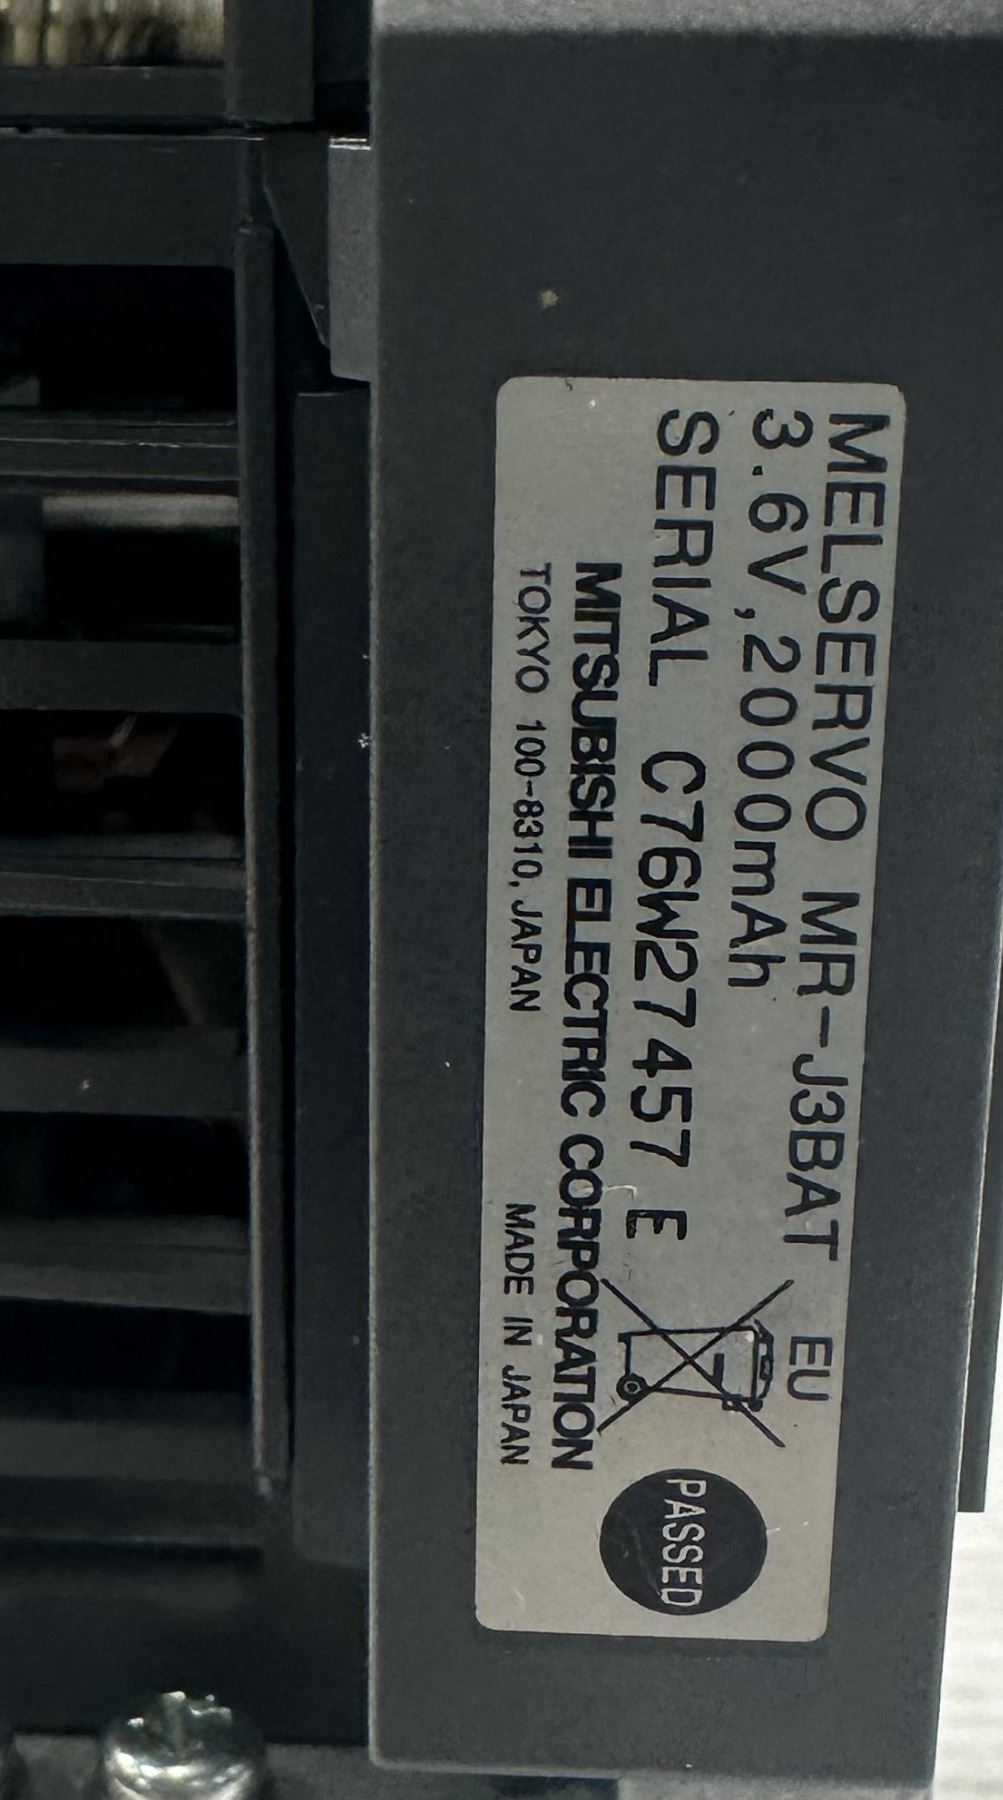 MELSERVO MR-J3BAT EU
3.6V,2000mAh
SERIAL C76W27457 E
PASSED
MITSUBISHI ELECTRIC CORPORATION
TOKYO 100-8310, JAPAN MADE IN JAPAN